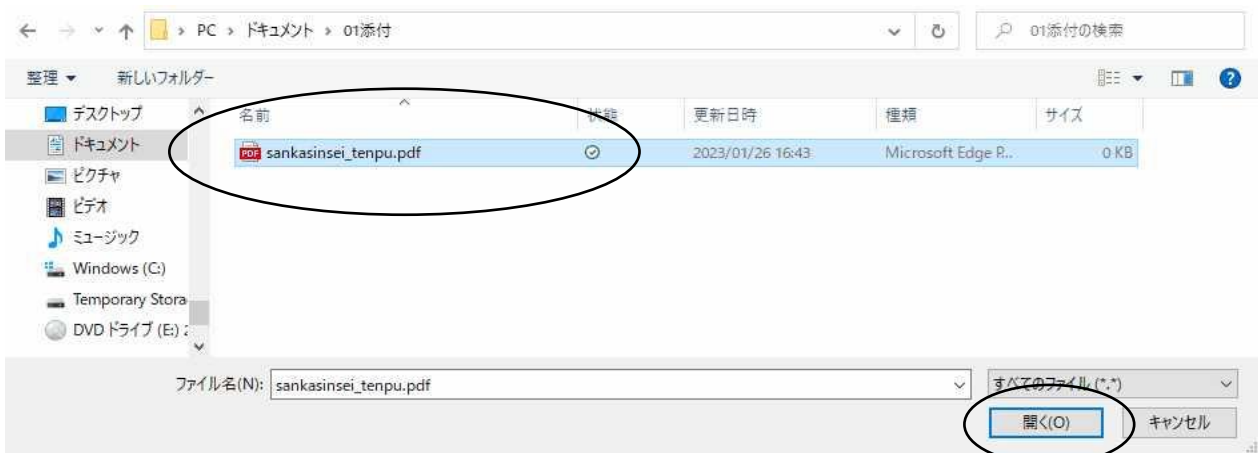 PC › ドキュメント › 01添付
01添付の検索
整理 新しいフォルダー
名前 状態 更新日時 種類 サイズ
デスクトップ
ドキュメント
ピクチャ
ビデオ
ミュージック
Windows (C:)
Temporary Stora
DVD ドライブ (E:) 2
PDF sankasinsei_tenpu.pdf 2023/01/26 16:43 Microsoft Edge P... 0 KB
ファイル名(N): sankasinsei_tenpu.pdf すべてのファイル (*.*)
開く(O) キャンセル